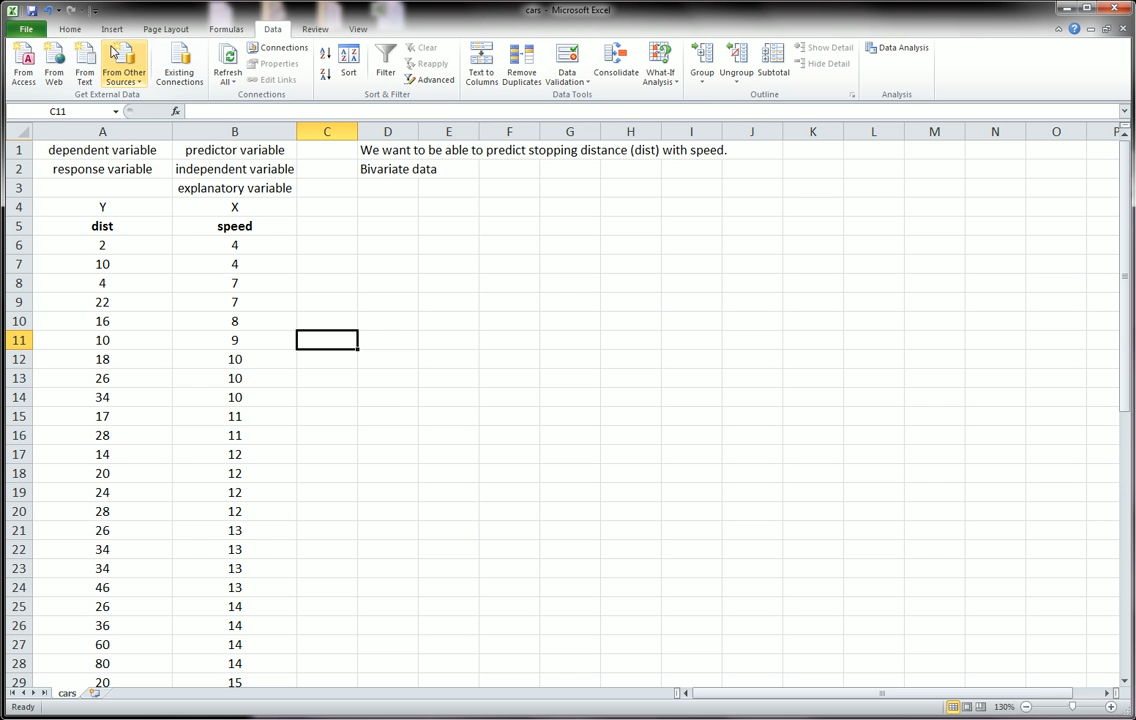 cars - Microsoft Excel
File Home Insert Page Layout Formulas Data Review View
From Access
From Web
From Text
From Other Sources
Existing Connections
Get External Data
Refresh All
Connections
Properties
Edit Links
Connections
Sort
Filter
Clear
Reapply
Advanced
Sort & Filter
Text to Columns
Remove Duplicates
Data Validation
Consolidate
What-If Analysis
Data Tools
Group
Ungroup
Subtotal
Show Detail
Hide Detail
Outline
Data Analysis
Analysis
C11 fx
A B C D E F G H I J K L M N O P
1 dependent variable predictor variable We want to be able to predict stopping distance (dist) with speed.
2 response variable independent variable Bivariate data
3 explanatory variable
4 Y X
5 dist speed
6 2 4
7 10 4
8 4 7
9 22 7
10 16 8
11 10 9
12 18 10
13 26 10
14 34 10
15 17 11
16 28 11
17 14 12
18 20 12
19 24 12
20 28 12
21 26 13
22 34 13
23 34 13
24 46 13
25 26 14
26 36 14
27 60 14
28 80 14
29 20 15
cars
Ready 130%